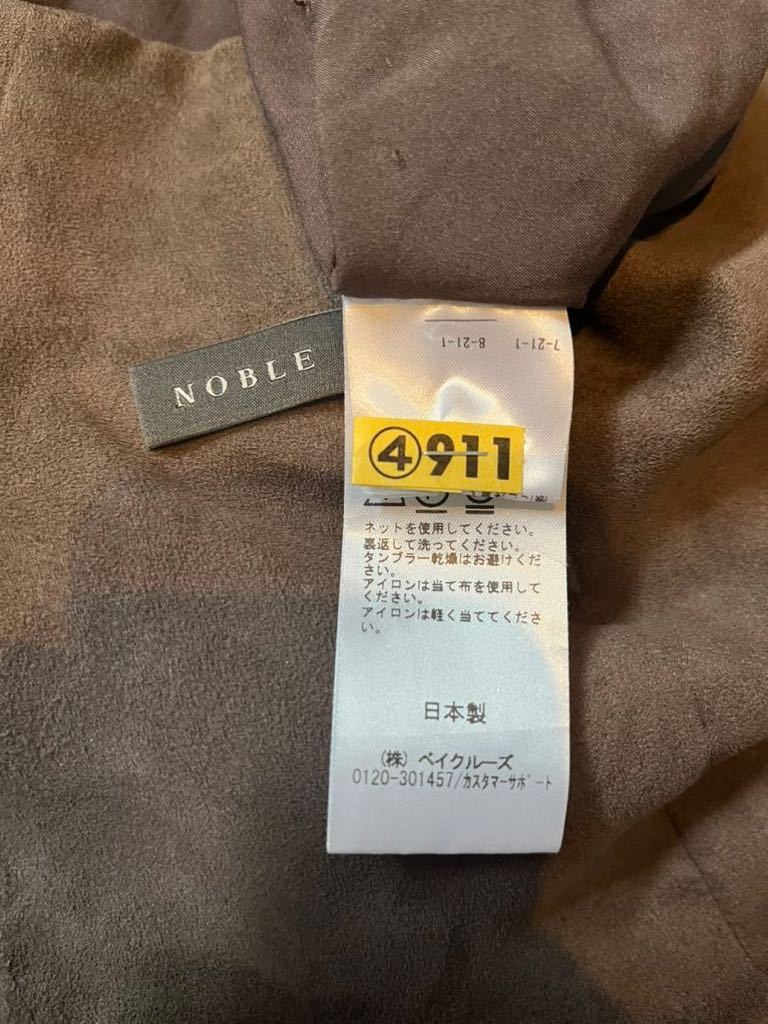 NOBLE
7-21-1
8-21-1
④911
ネットを使用してください。
裏返して洗ってください。
タンブラー乾燥はお避けくだ
さい。
アイロンは当て布を使用して
ください。
アイロンは軽く当ててくださ
い。
日本製
(株) ベイクルーズ
0120-301457/カスタマーサポート